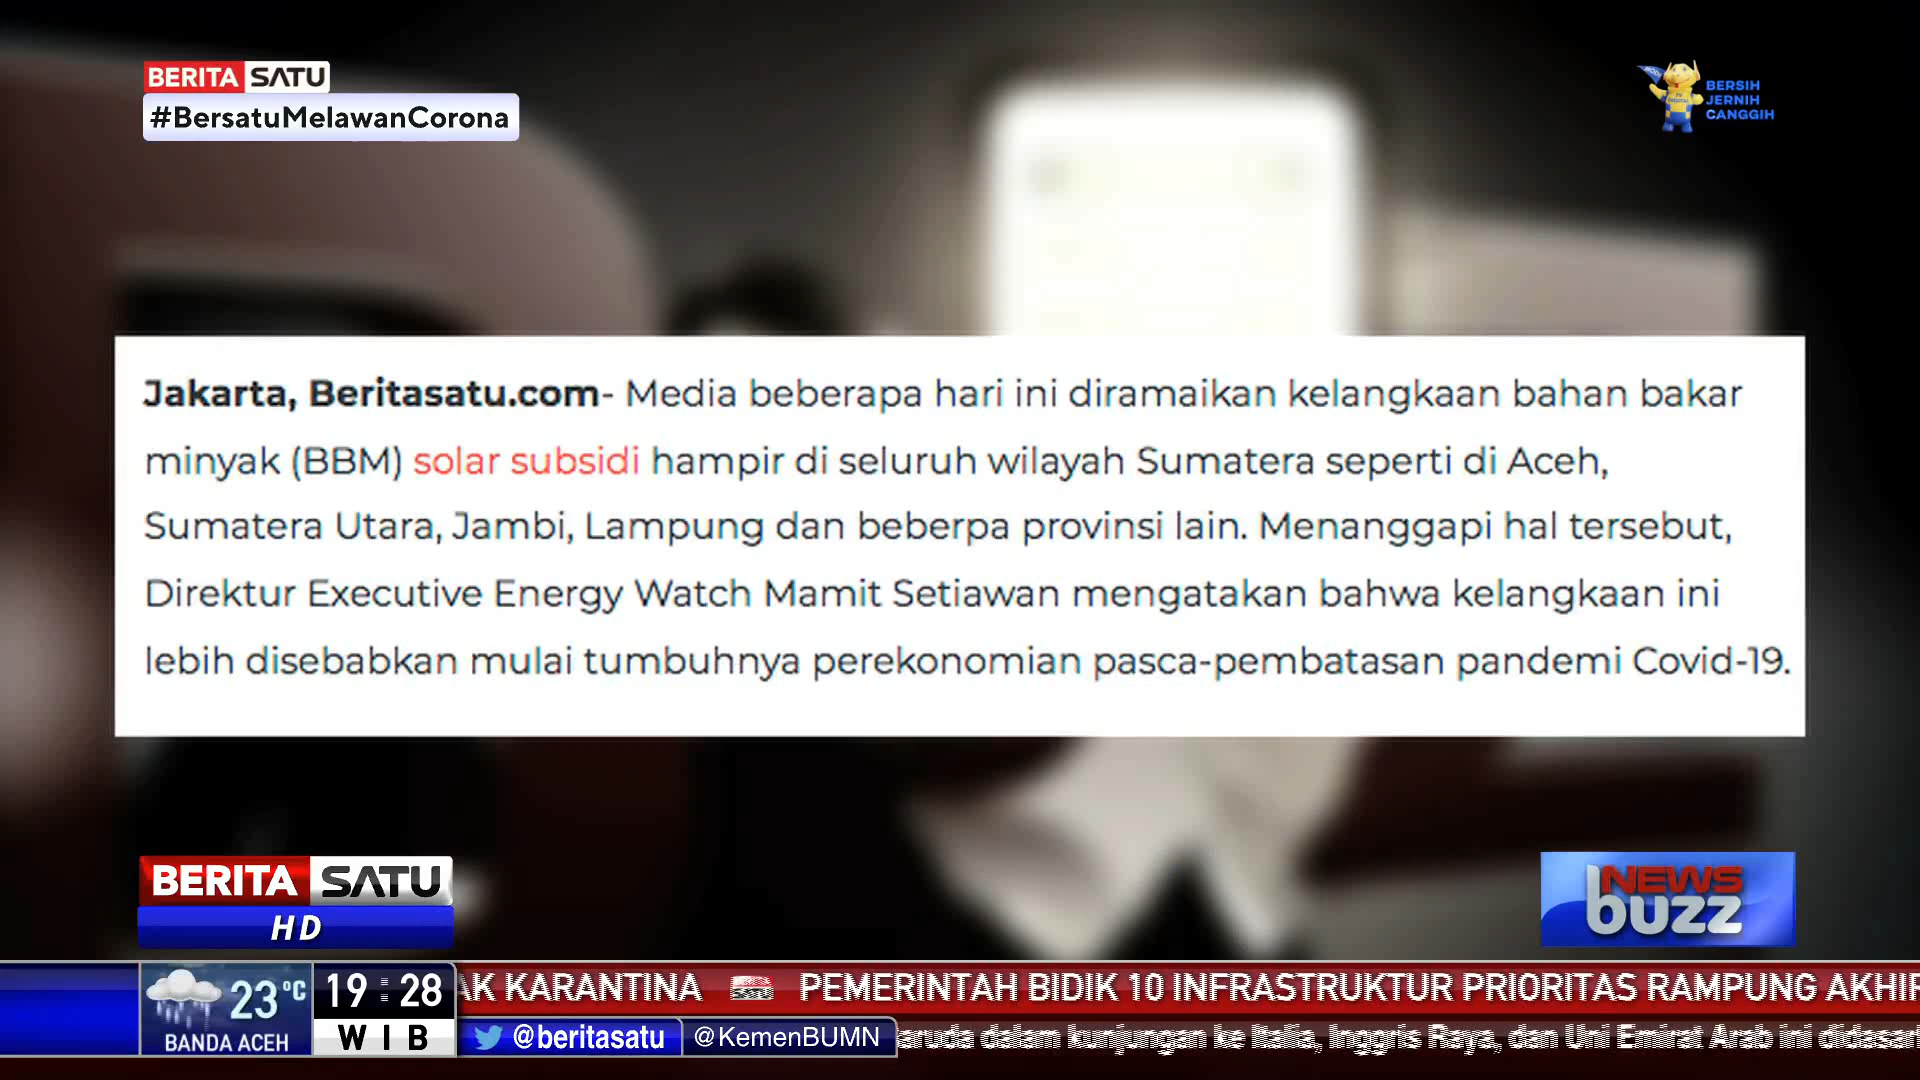 BERITA SATU
#BersatuMelawanCorona
BERSIH
JERNIH
CANGGIH
Jakarta, Beritasatu.com- Media beberapa hari ini diramaikan kelangkaan bahan bakar
minyak (BBM) solar subsidi hampir di seluruh wilayah Sumatera seperti di Aceh,
Sumatera Utara, Jambi, Lampung dan beberpa provinsi lain. Menanggapi hal tersebut,
Direktur Executive Energy Watch Mamit Setiawan mengatakan bahwa kelangkaan ini
lebih disebabkan mulai tumbuhnya perekonomian pasca-pembatasan pandemi Covid-19.
BERITA SATU
HD
NEWS
buzz
23°C
BANDA ACEH
19:28
WIB
AK KARANTINA PEMERINTAH BIDIK 10 INFRASTRUKTUR PRIORITAS RAMPUNG AKHIR
@beritasatu @KemenBUMN aruda dalam kunjungan ke Italia, Inggris Raya, dan Uni Emirat Arab ini didasar